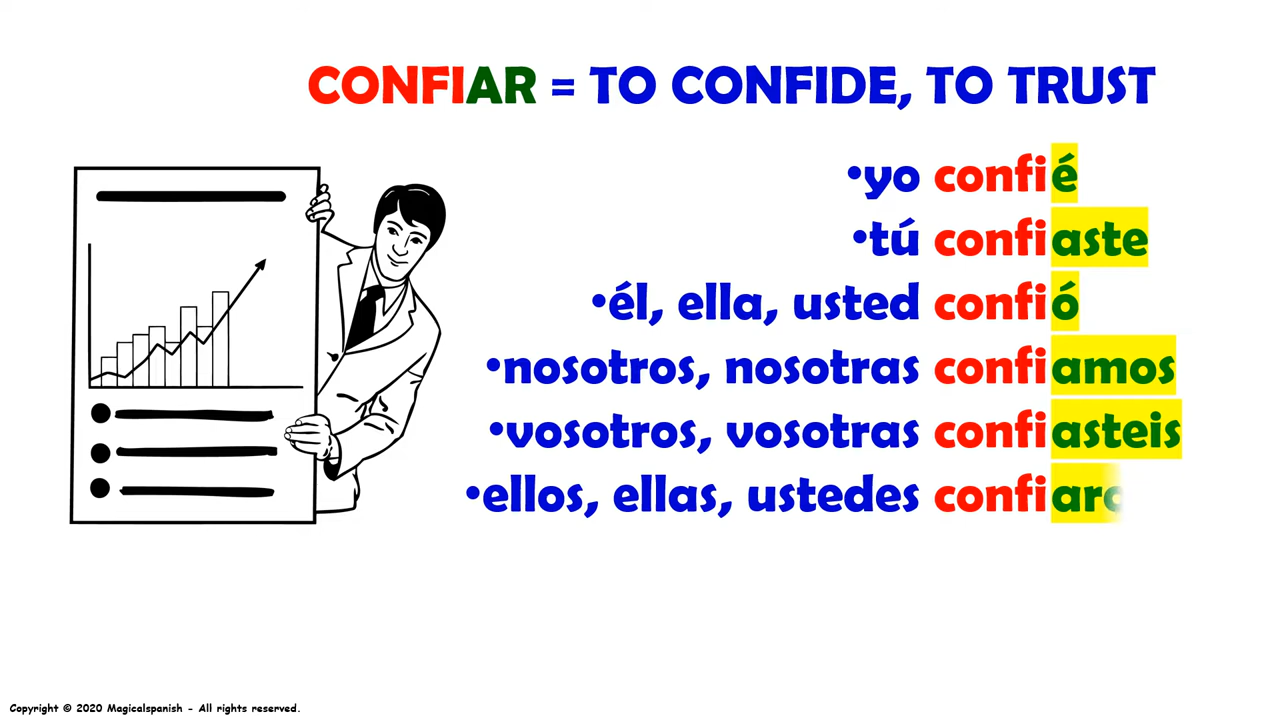 CONFIAR = TO CONFIDE, TO TRUST
•yo confié
•tú confiaste
•él, ella, usted confió
•nosotros, nosotras confiamos
•vosotros, vosotras confiasteis
•ellos, ellas, ustedes
Copyright © 2020 Magicalspanish - All rights reserved.